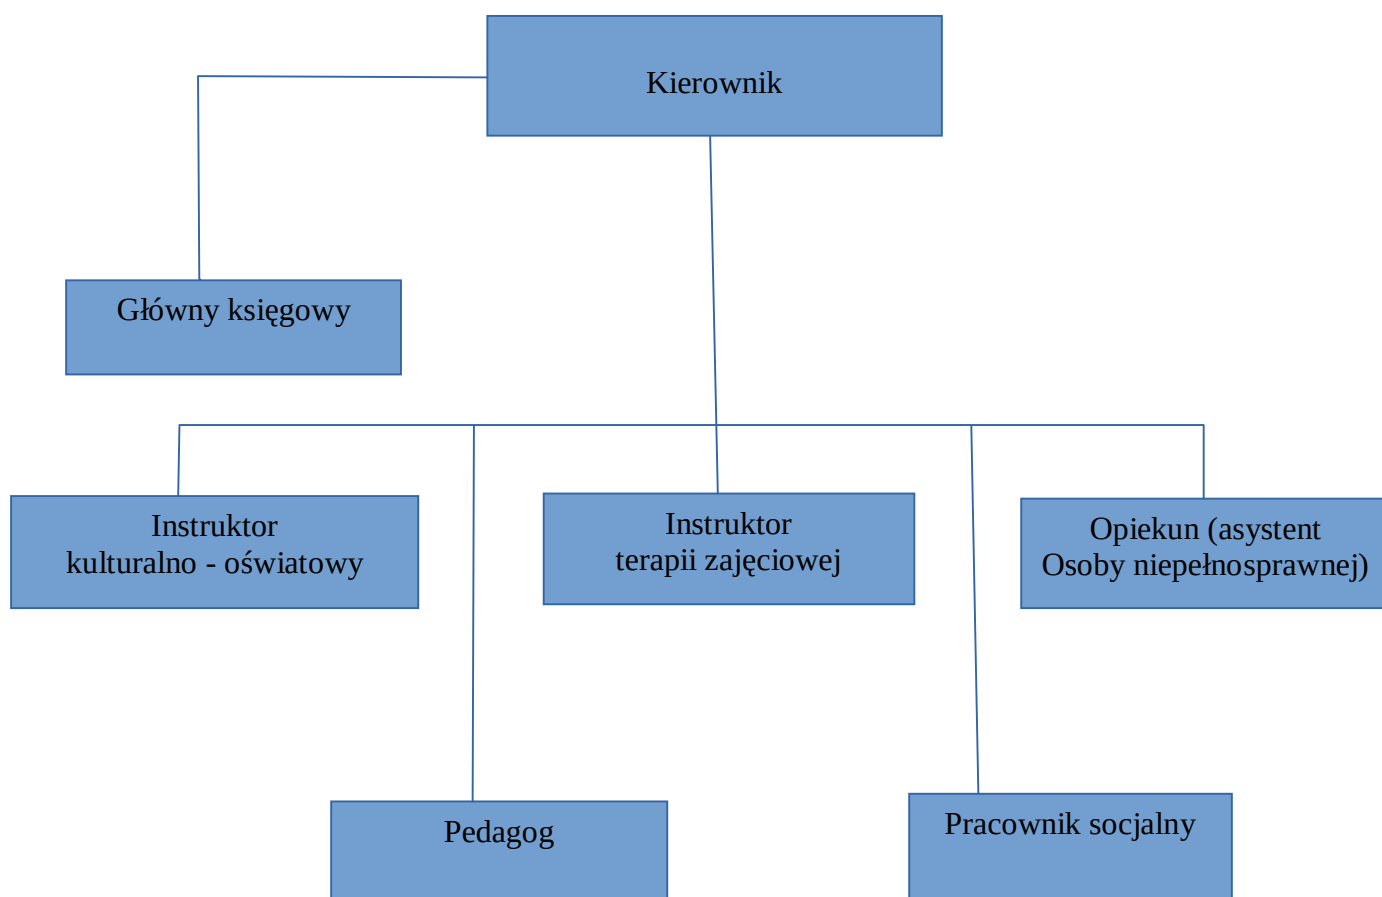 Kierownik
Główny księgowy
Instruktor
kulturalno - oświatowy
Instruktor
terapii zajęciowej
Opiekun (asystent
Osoby niepełnosprawnej)
Pedagog
Pracownik socjalny